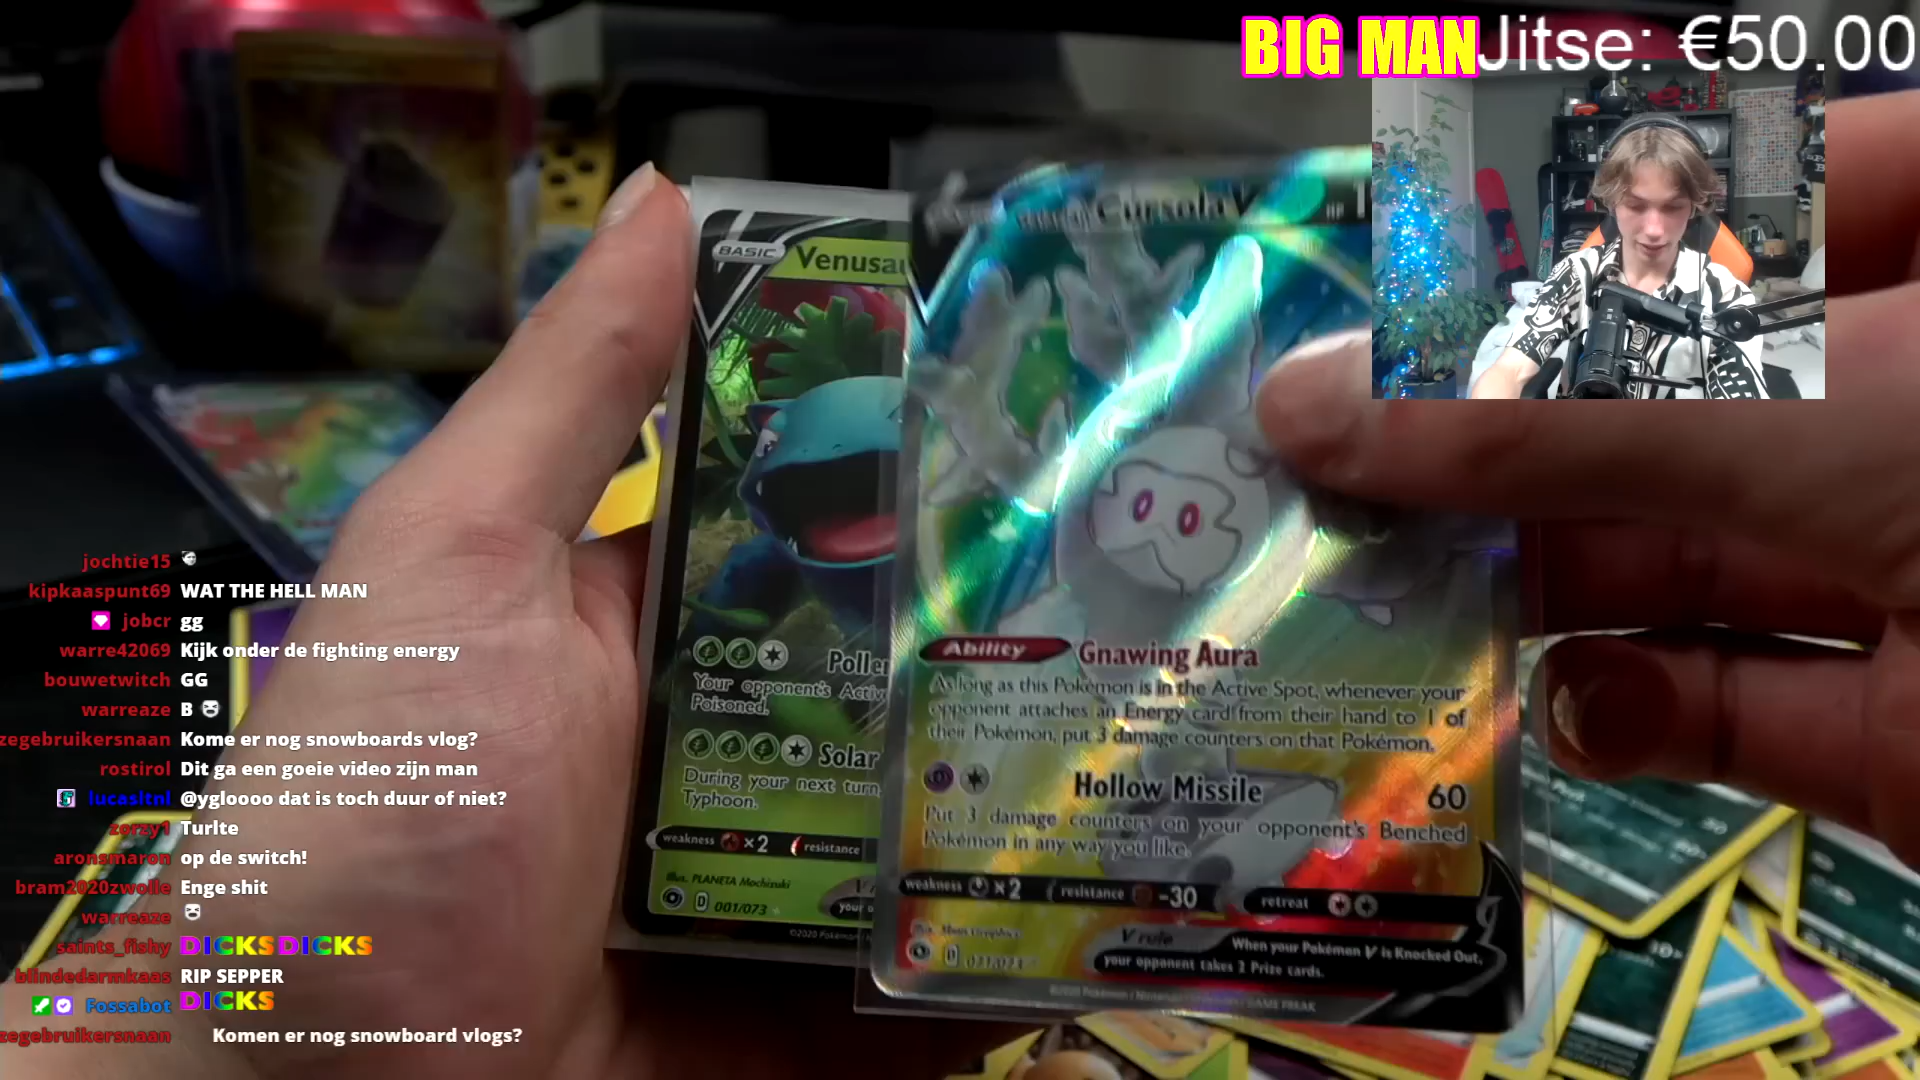 BIG MAN Jitse: €50.00
BASIC
Cursola V
HP
Ability Gnawing Aura
As long as this Pokémon is in the Active Spot, whenever your
opponent attaches an Energy card from their hand to 1 of
their Pokémon, put 3 damage counters on that Pokémon.
Hollow Missile 60
Put 3 damage counters on your opponent's Benched
Pokémon in any way you like.
weakness ×2 resistance -30 retreat
V rule When your Pokémon V is Knocked Out,
your opponent takes 2 Prize cards.
D
GAME FREAK
Your opponent's
Poisoned.
Solar
During your next turn,
Typhoon.
weakness ×2 resistance
Illus. PLANETA Mochizuki
D 001/073
©2020 Pokémon
jochtie15
kipkaaspunt69 WAT THE HELL MAN
jobcr gg
warre42069 Kijk onder de fighting energy
bouwetwitch GG
warreaze B
zegebruikersnaan Kome er nog snowboards vlog?
rostirol Dit ga een goeie video zijn man
lucasltnl @ygloooo dat is toch duur of niet?
zorzy1 Turlte
aronsmaron op de switch!
bram2020zwolle Enge shit
warreaze
saints_fishy DICKS DICKS
blindedarmkaas RIP SEPPER
Fossabot DICKS
zegebruikersnaan Komen er nog snowboard vlogs?